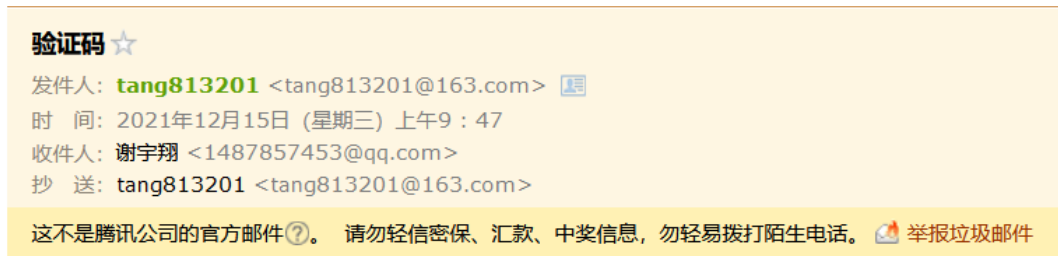 验证码
发件人: tang813201 <tang813201@163.com>
时 间: 2021年12月15日 (星期三) 上午9 : 47
收件人: 谢宇翔 <1487857453@qq.com>
抄 送: tang813201 <tang813201@163.com>
这不是腾讯公司的官方邮件?。 请勿轻信密保、汇款、中奖信息，勿轻易拨打陌生电话。 举报垃圾邮件